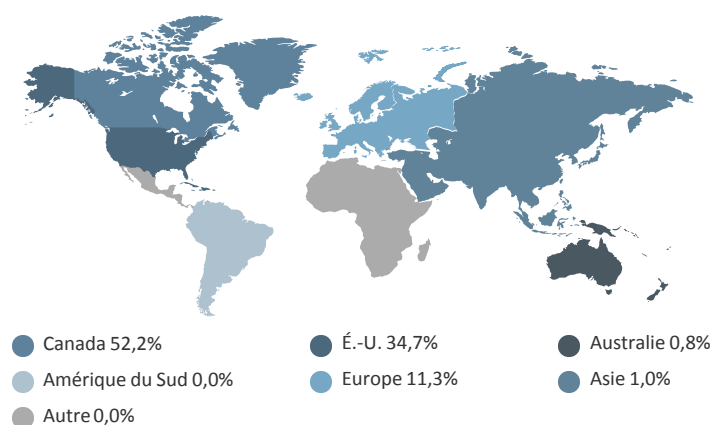 Canada 52,2%
É.-U. 34,7%
Australie 0,8%
Amérique du Sud 0,0%
Europe 11,3%
Asie 1,0%
Autre 0,0%